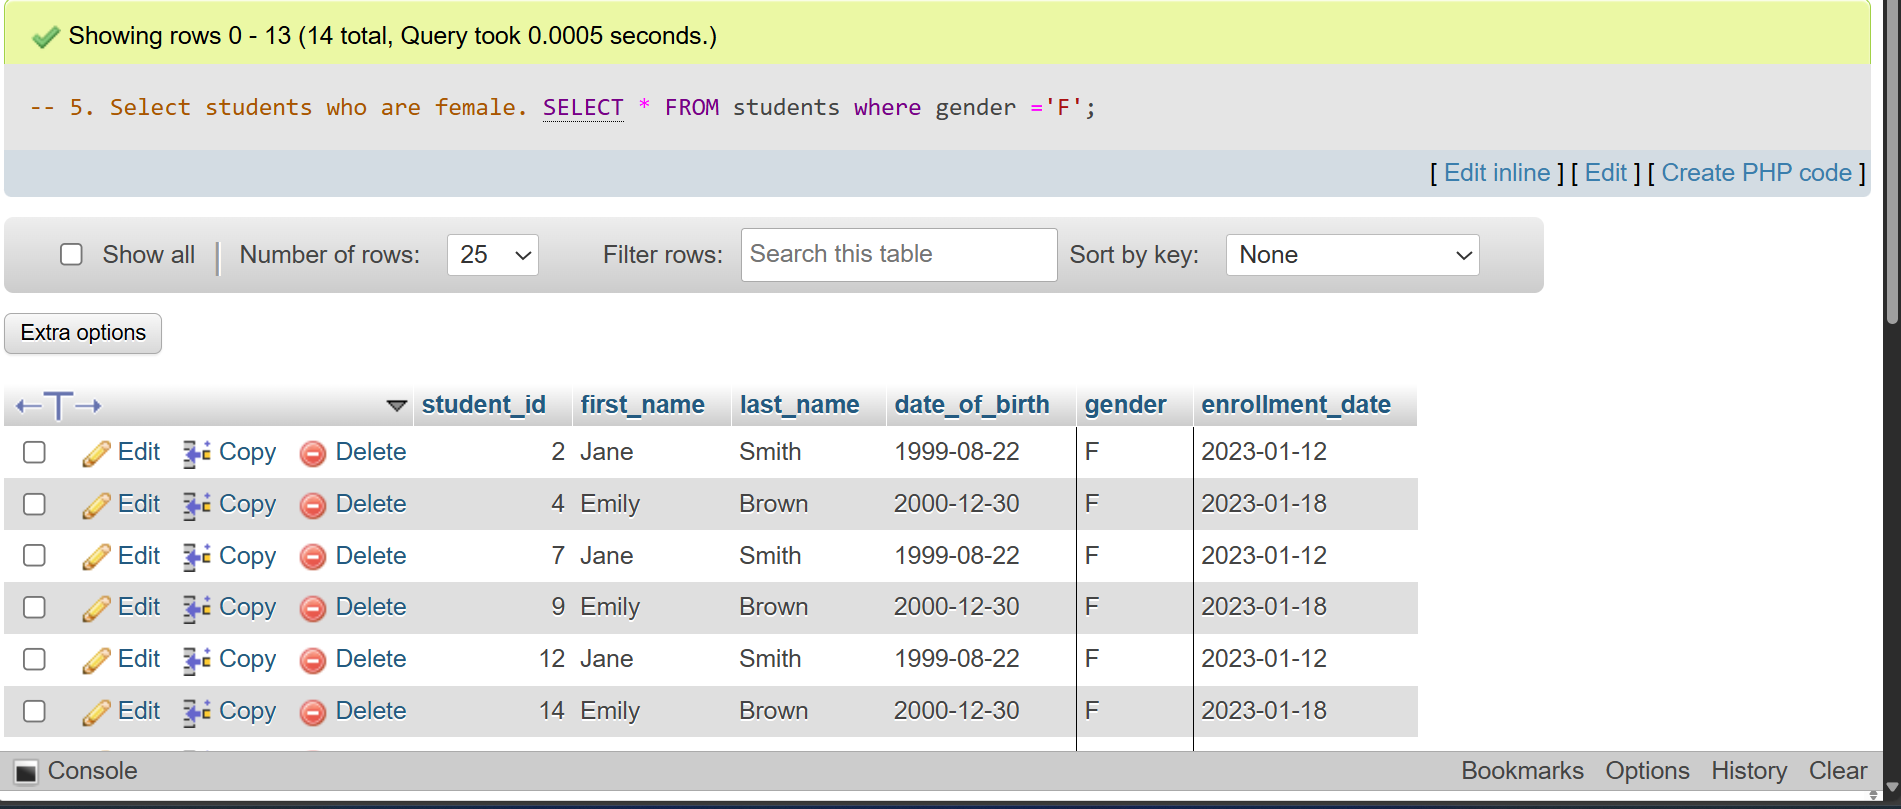 Showing rows 0 - 13 (14 total, Query took 0.0005 seconds.)
-- 5. Select students who are female. SELECT * FROM students where gender ='F';
[ Edit inline ] [ Edit ] [ Create PHP code ]
Show all Number of rows: 25 Filter rows: Search this table Sort by key: None
Extra options
student_id first_name last_name date_of_birth gender enrollment_date
Edit Copy Delete 2 Jane Smith 1999-08-22 F 2023-01-12
Edit Copy Delete 4 Emily Brown 2000-12-30 F 2023-01-18
Edit Copy Delete 7 Jane Smith 1999-08-22 F 2023-01-12
Edit Copy Delete 9 Emily Brown 2000-12-30 F 2023-01-18
Edit Copy Delete 12 Jane Smith 1999-08-22 F 2023-01-12
Edit Copy Delete 14 Emily Brown 2000-12-30 F 2023-01-18
Console Bookmarks Options History Clear